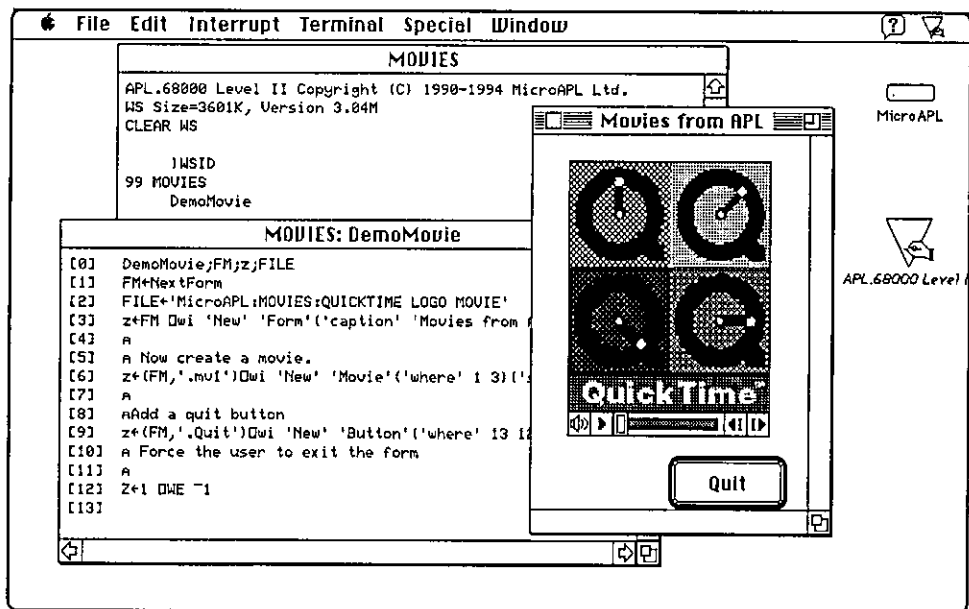 File Edit Interrupt Terminal Special Window
MOVIES
APL.68000 Level II Copyright (C) 1990-1994 MicroAPL Ltd.
WS Size=3601K, Version 3.04M
CLEAR WS
)WSID
99 MOVIES
DemoMovie
MOVIES: DemoMovie
[0] DemoMovie;FM;z;FILE
[1] FM←NextForm
[2] FILE←'MicroAPL:MOVIES:QUICKTIME LOGO MOVIE'
[3] z←FM ⎕wi 'New' 'Form'('caption' 'Movies from
[4] ⍝
[5] ⍝ Now create a movie.
[6] z←(FM,'.mv1')⎕wi 'New' 'Movie'('where' 1 3)('s
[7] ⍝
[8] ⍝Add a quit button
[9] z←(FM,'.Quit')⎕wi 'New' 'Button'('where' 13 12
[10] ⍝ Force the user to exit the form
[11] ⍝
[12] Z←1 ⎕WE ¯1
[13]
Movies from APL
QuickTime™
Quit
MicroAPL
APL.68000 Level I